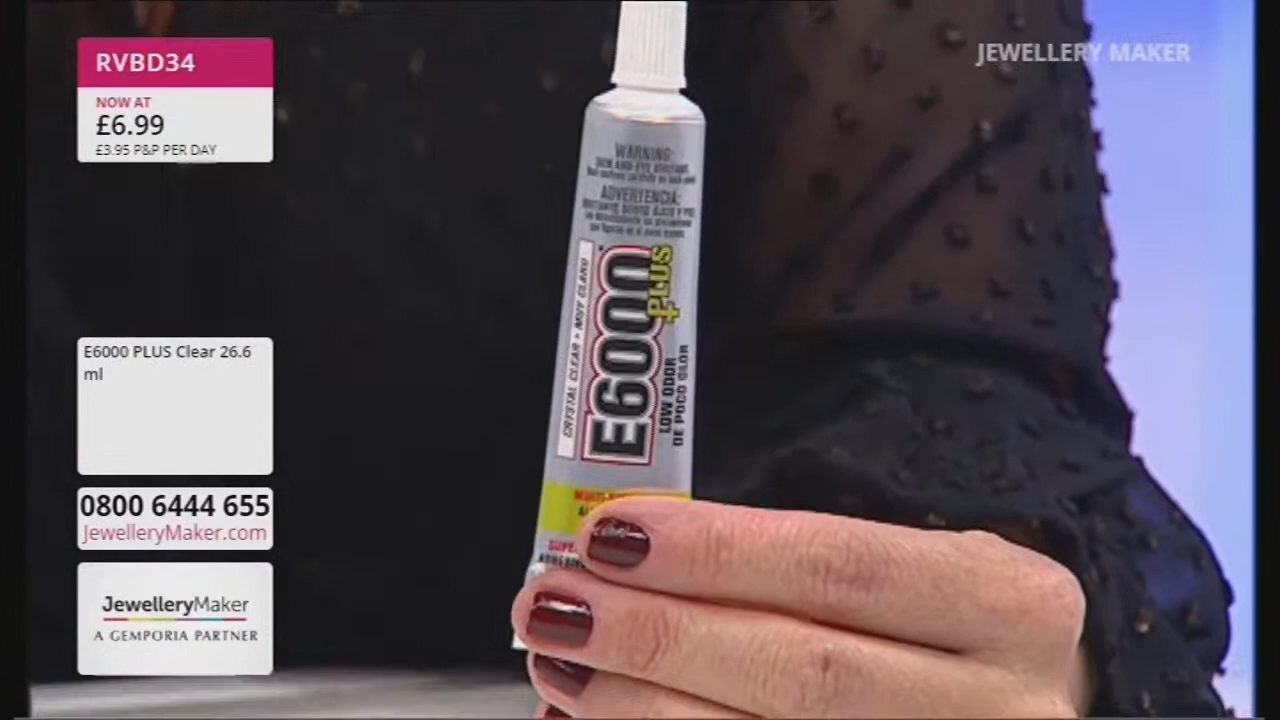 RVBD34
NOW AT
£6.99
£3.95 P&P PER DAY
JEWELLERY MAKER
WARNING:
ADVERTENCIA:
CRYSTAL CLEAR • MUY CLARO
E6000
PLUS
LOW ODOR
DE POCO OLOR
E6000 PLUS Clear 26.6
ml
0800 6444 655
JewelleryMaker.com
JewelleryMaker
A GEMPORIA PARTNER